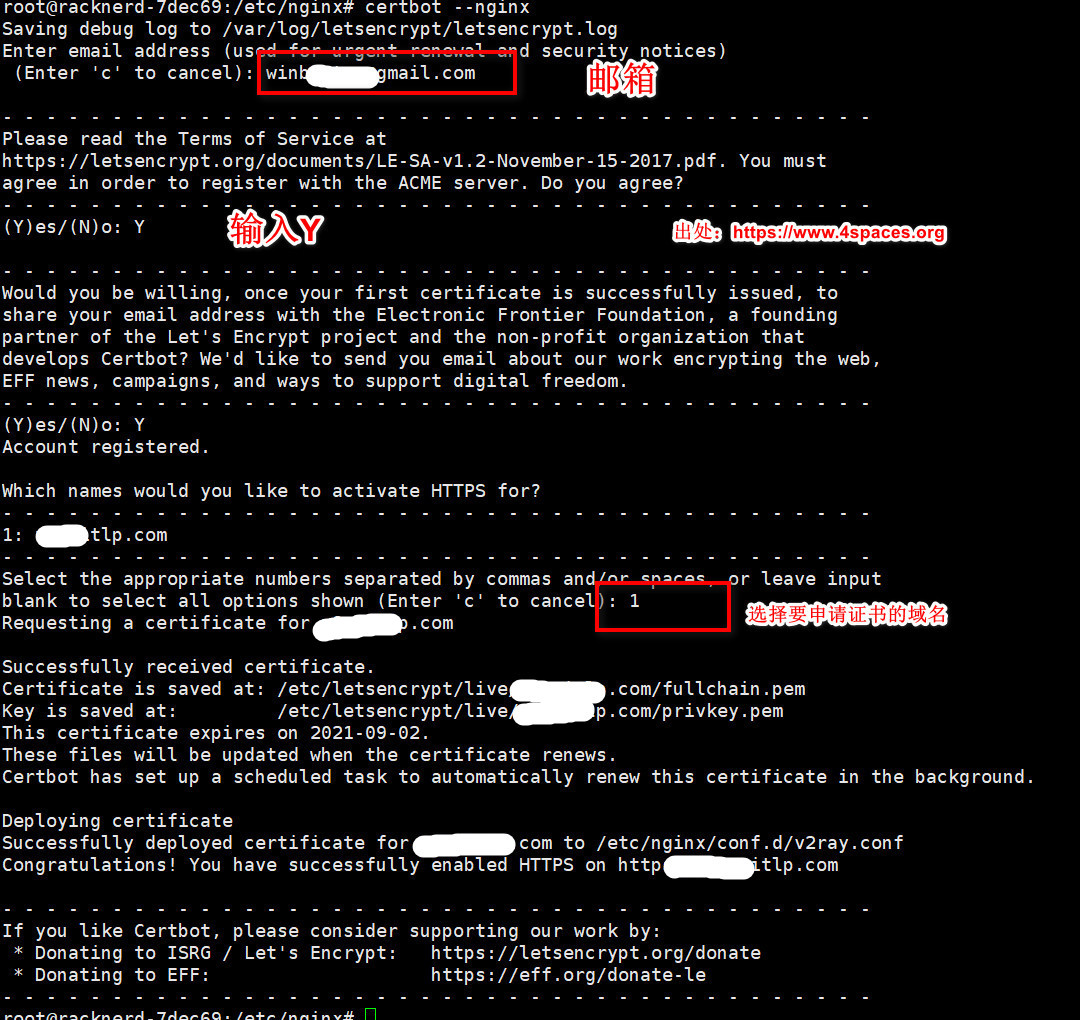 root@racknerd-7dec69:/etc/nginx# certbot --nginx
Saving debug log to /var/log/letsencrypt/letsencrypt.log
Enter email address (used for urgent renewal and security notices)
(Enter 'c' to cancel): winb gmail.com
邮箱
- - - - - - - - - - - - - - - - - - - - - - - - - - - - - - - - - - - - - - - -
Please read the Terms of Service at
https://letsencrypt.org/documents/LE-SA-v1.2-November-15-2017.pdf. You must
agree in order to register with the ACME server. Do you agree?
- - - - - - - - - - - - - - - - - - - - - - - - - - - - - - - - - - - - - - - -
(Y)es/(N)o: Y
输入Y
出处：https://www.4spaces.org
- - - - - - - - - - - - - - - - - - - - - - - - - - - - - - - - - - - - - - - -
Would you be willing, once your first certificate is successfully issued, to
share your email address with the Electronic Frontier Foundation, a founding
partner of the Let's Encrypt project and the non-profit organization that
develops Certbot? We'd like to send you email about our work encrypting the web,
EFF news, campaigns, and ways to support digital freedom.
- - - - - - - - - - - - - - - - - - - - - - - - - - - - - - - - - - - - - - - -
(Y)es/(N)o: Y
Account registered.
Which names would you like to activate HTTPS for?
- - - - - - - - - - - - - - - - - - - - - - - - - - - - - - - - - - - - - - - -
1: tlp.com
- - - - - - - - - - - - - - - - - - - - - - - - - - - - - - - - - - - - - - - -
Select the appropriate numbers separated by commas and/or spaces, or leave input
blank to select all options shown (Enter 'c' to cancel): 1
选择要申请证书的域名
Requesting a certificate for p.com
Successfully received certificate.
Certificate is saved at: /etc/letsencrypt/live/ .com/fullchain.pem
Key is saved at: /etc/letsencrypt/live/ p.com/privkey.pem
This certificate expires on 2021-09-02.
These files will be updated when the certificate renews.
Certbot has set up a scheduled task to automatically renew this certificate in the background.
Deploying certificate
Successfully deployed certificate for com to /etc/nginx/conf.d/v2ray.conf
Congratulations! You have successfully enabled HTTPS on http itlp.com
- - - - - - - - - - - - - - - - - - - - - - - - - - - - - - - - - - - - - - - -
If you like Certbot, please consider supporting our work by:
* Donating to ISRG / Let's Encrypt: https://letsencrypt.org/donate
* Donating to EFF: https://eff.org/donate-le
- - - - - - - - - - - - - - - - - - - - - - - - - - - - - - - - - - - - - - - -
root@racknerd-7dec69:/etc/nginx#